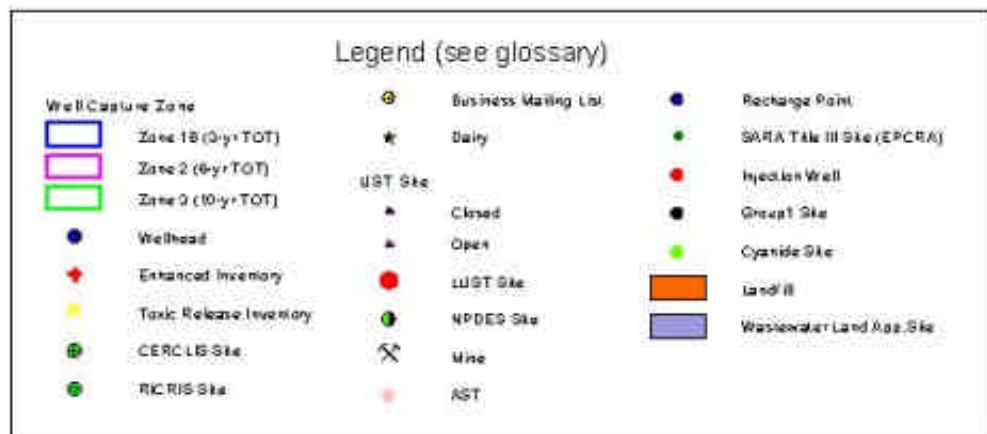 Legend (see glossary)
Well Capture Zone
Zone 1B (3-yr TOT)
Zone 2 (6-yr TOT)
Zone 3 (10-yr TOT)
Wellhead
Enhanced Inventory
Toxic Release Inventory
CERCLIS Site
RICRIS Site
Business Mailing List
Dairy
UST Site
Closed
Open
LUST Site
NPDES Site
Mine
AST
Recharge Point
SARA Title III Site (EPCRA)
Injection Well
Group1 Site
Cyanide Site
Landfill
Wastewater Land App. Site